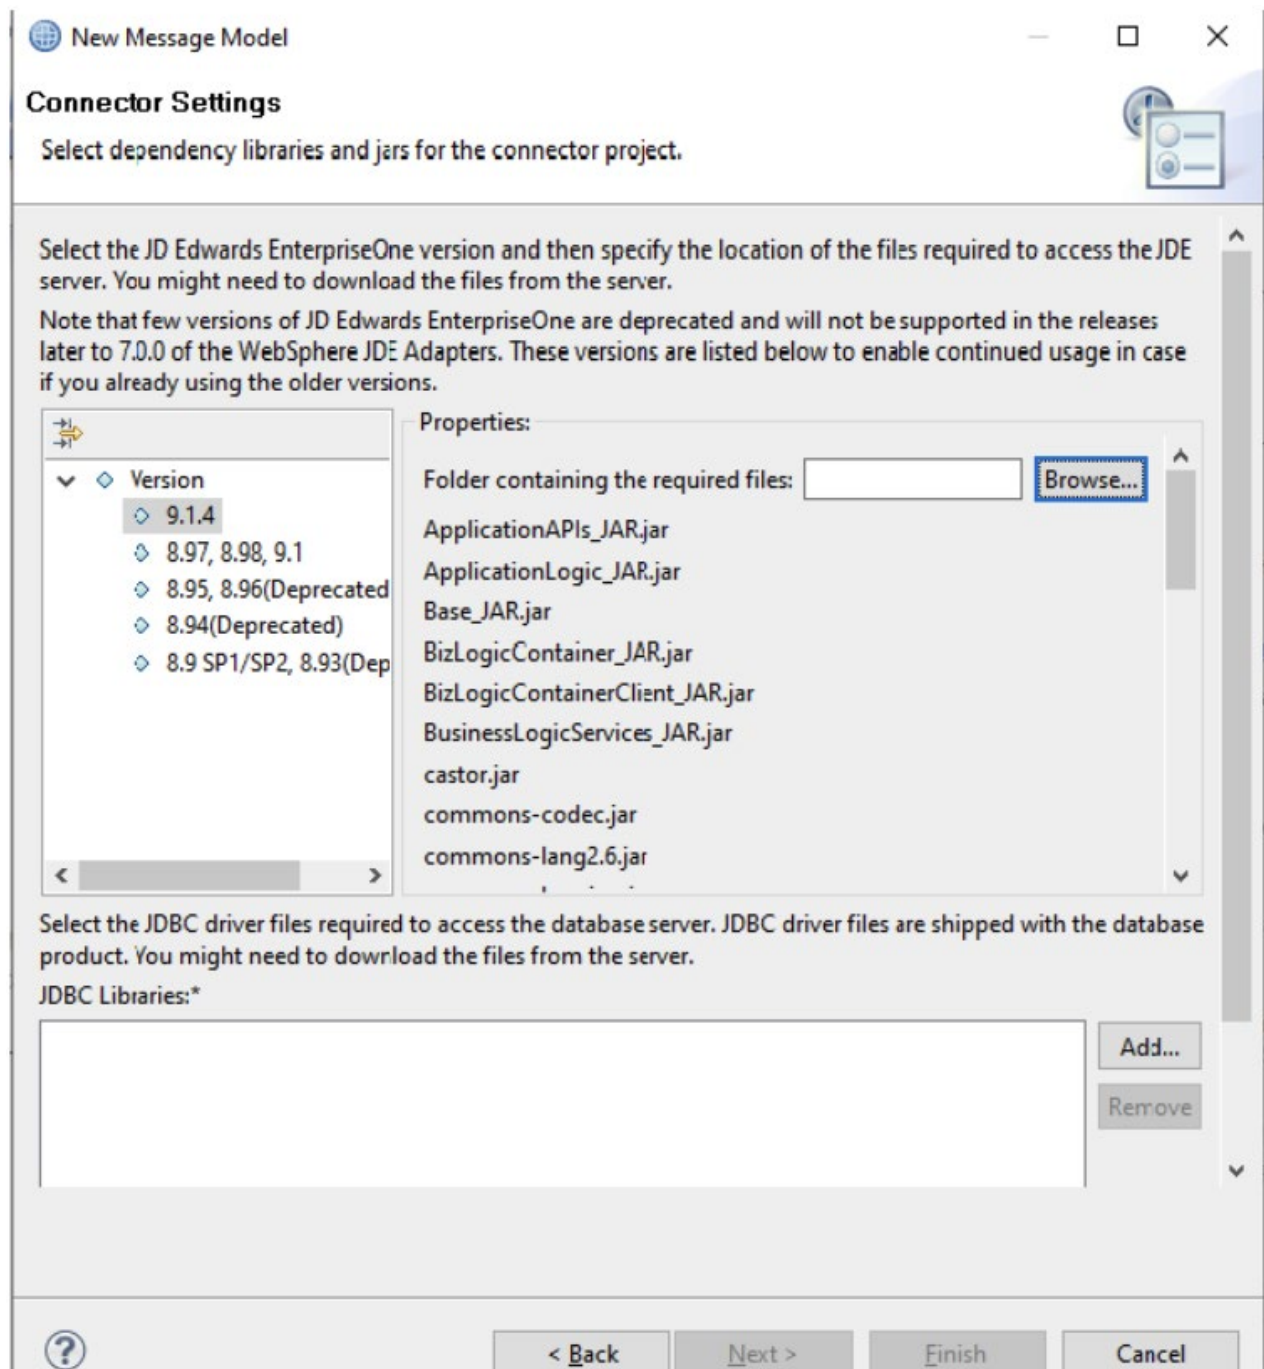 New Message Model
Connector Settings
Select dependency libraries and jars for the connector project.
Select the JD Edwards EnterpriseOne version and then specify the location of the files required to access the JDE
server. You might need to download the files from the server.
Note that few versions of JD Edwards EnterpriseOne are deprecated and will not be supported in the releases
later to 7.0.0 of the WebSphere JDE Adapters. These versions are listed below to enable continued usage in case
if you already using the older versions.
Version
9.1.4
8.97, 8.98, 9.1
8.95, 8.96(Deprecated
8.94(Deprecated)
8.9 SP1/SP2, 8.93(Dep
Properties:
Folder containing the required files:
Browse...
ApplicationAPIs_JAR.jar
ApplicationLogic_JAR.jar
Base_JAR.jar
BizLogicContainer_JAR.jar
BizLogicContainerClient_JAR.jar
BusinessLogicServices_JAR.jar
castor.jar
commons-codec.jar
commons-lang2.6.jar
Select the JDBC driver files required to access the database server. JDBC driver files are shipped with the database
product. You might need to download the files from the server.
JDBC Libraries:*
Add...
Remove
?
< Back
Next >
Finish
Cancel